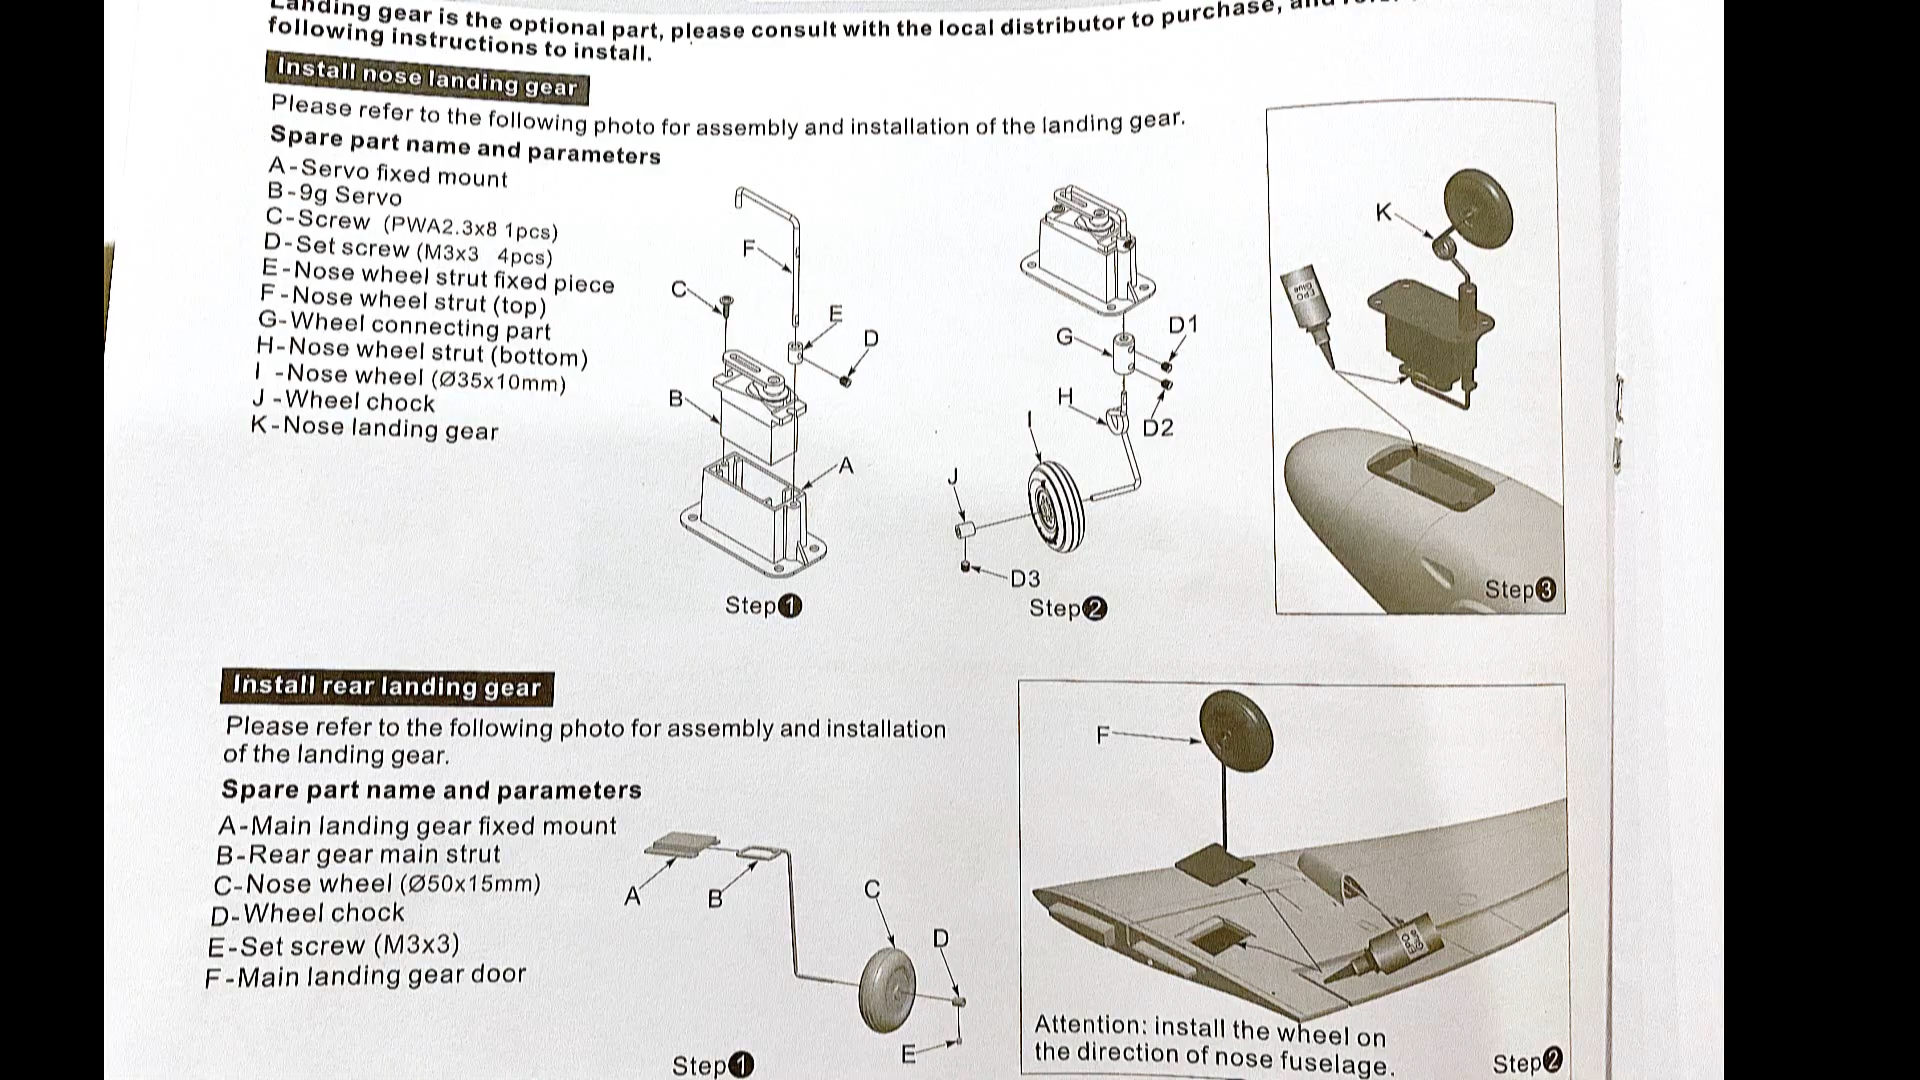 Landing gear is the optional part, please consult with the local distributor to purchase,
following instructions to install.
Install nose landing gear
Please refer to the following photo for assembly and installation of the landing gear.
Spare part name and parameters
A-Servo fixed mount
B-9g Servo
C-Screw (PWA2.3x8 1pcs)
D-Set screw (M3x3 4pcs)
E-Nose wheel strut fixed piece
F-Nose wheel strut (top)
G-Wheel connecting part
H-Nose wheel strut (bottom)
I -Nose wheel (Ø35x10mm)
J-Wheel chock
K-Nose landing gear
F
C
E
D
B
A
Step1
G
D1
H
D2
I
J
D3
Step2
K
EPO
Glue
Step3
Install rear landing gear
Please refer to the following photo for assembly and installation
of the landing gear.
Spare part name and parameters
A-Main landing gear fixed mount
B-Rear gear main strut
C-Nose wheel (Ø50x15mm)
D-Wheel chock
E-Set screw (M3x3)
F-Main landing gear door
A
B
C
D
E
Step1
F
EPO
Glue
Attention: install the wheel on
the direction of nose fuselage.
Step2